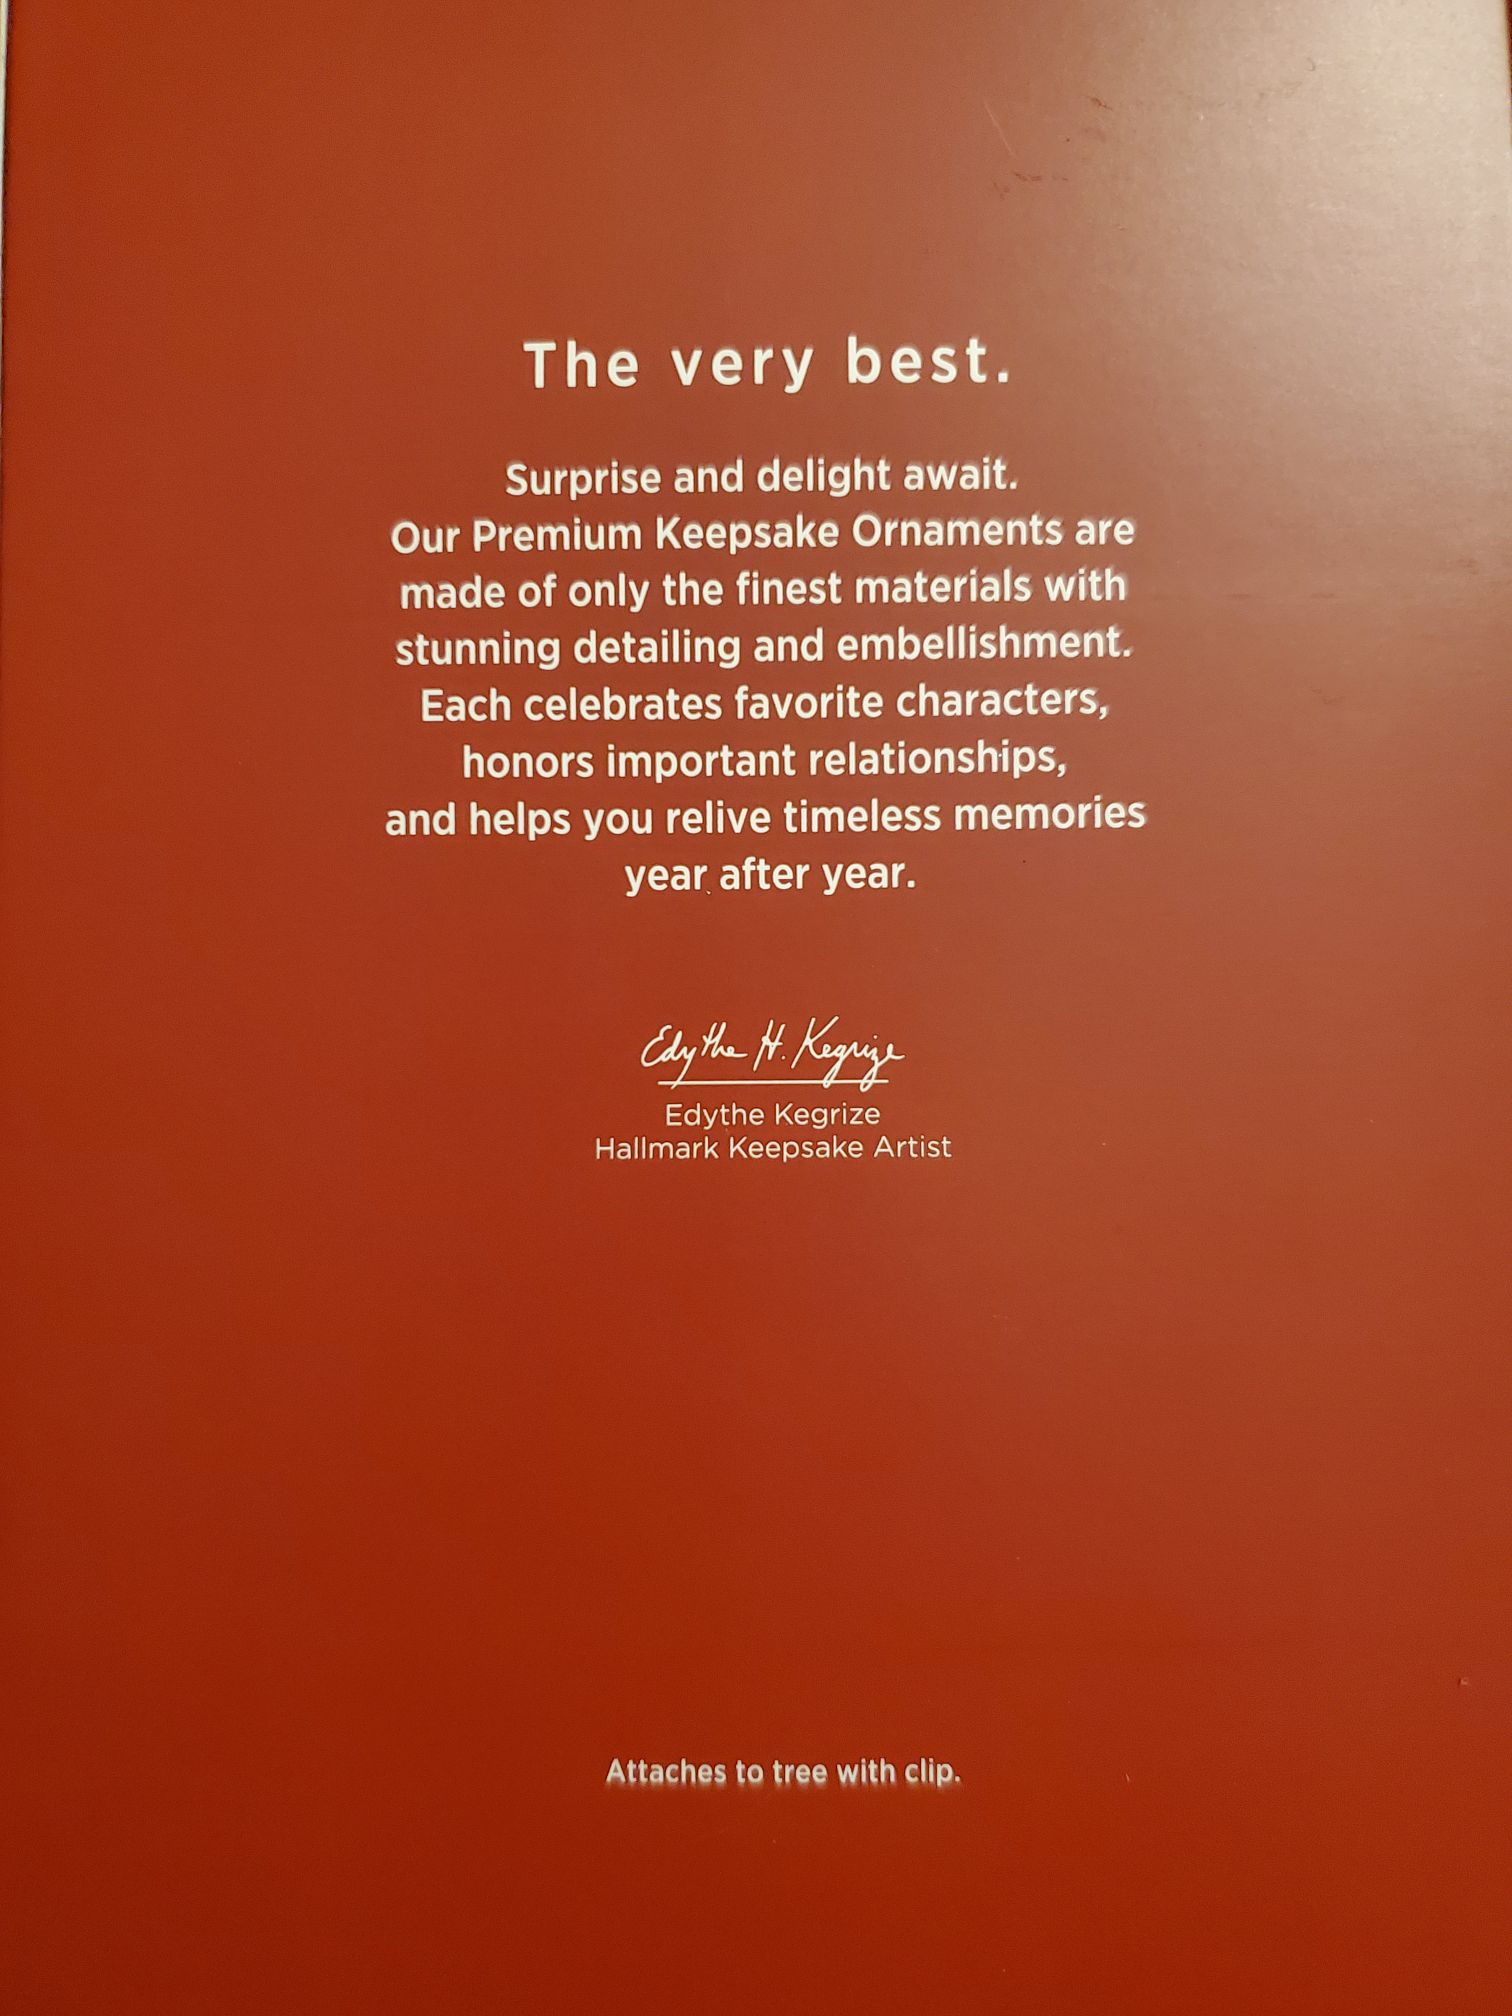 The very best.
Surprise and delight await.
Our Premium Keepsake Ornaments are
made of only the finest materials with
stunning detailing and embellishment.
Each celebrates favorite characters,
honors important relationships,
and helps you relive timeless memories
year after year.
Edythe H. Kegrize
Edythe Kegrize
Hallmark Keepsake Artist
Attaches to tree with clip.